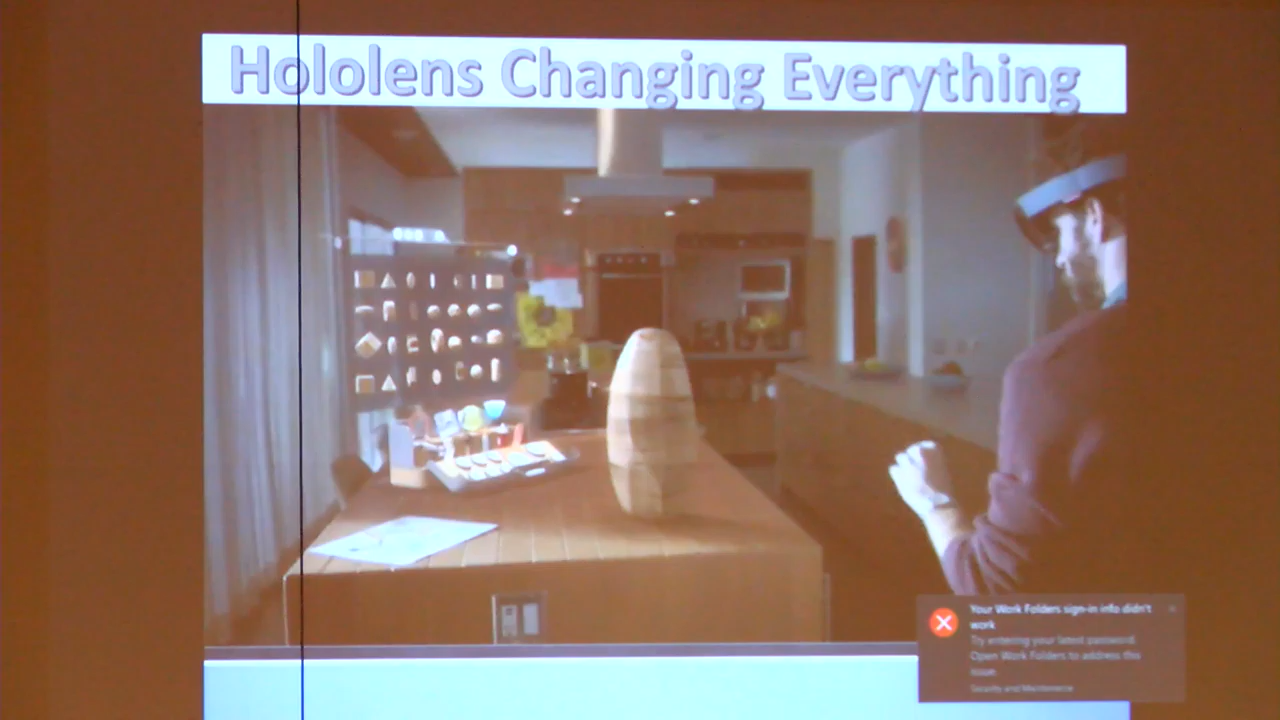 Hololens Changing Everything
Your Work Folders sign-in info didn't
work
Try entering your latest password.
Open Work Folders to address this
issue.
Security and Maintenance